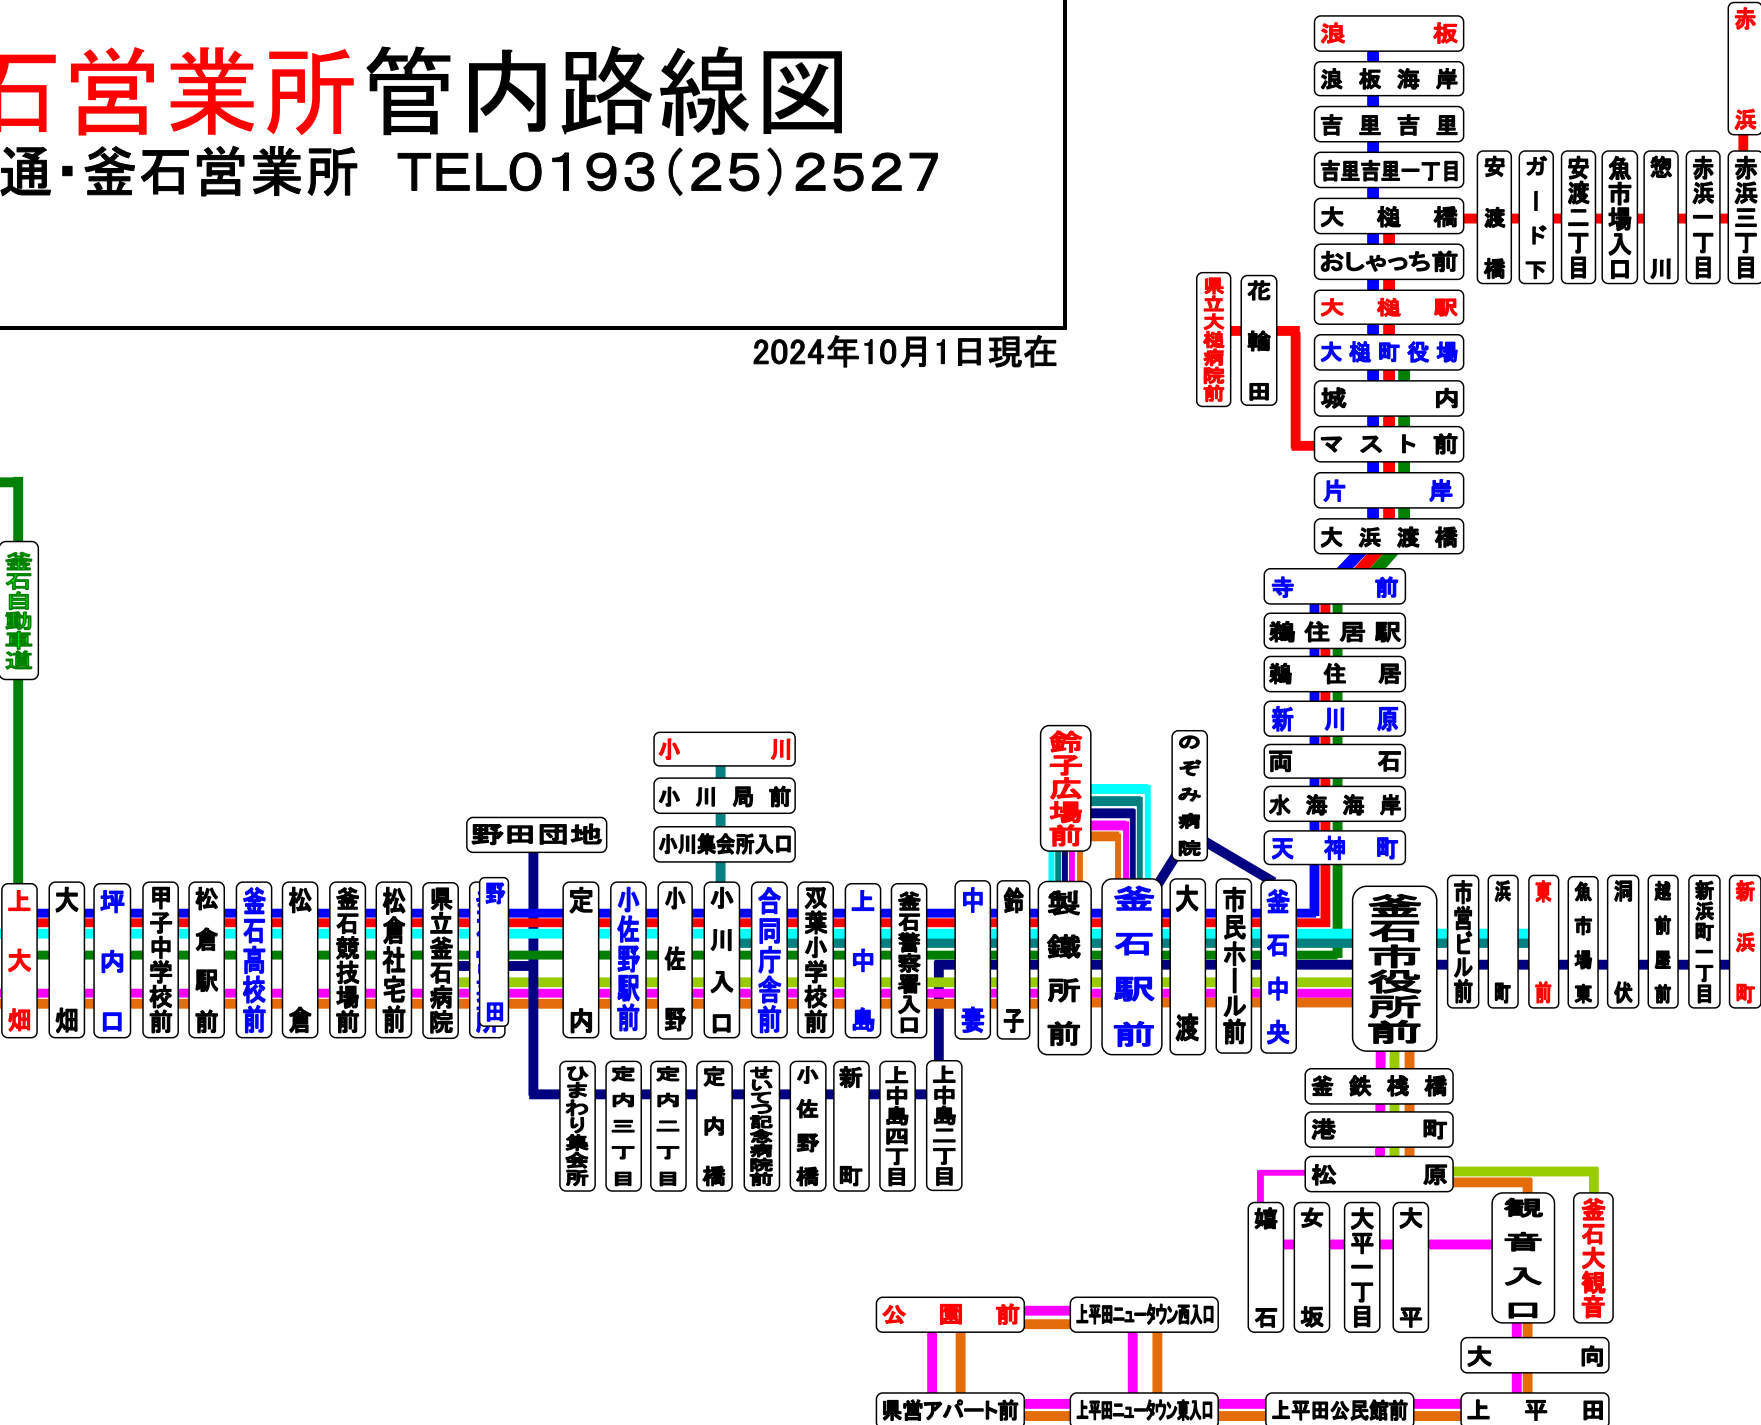 石営業所管内路線図
通・釜石営業所　TEL0193(25)2527
2024年10月1日現在
浪板
浪板海岸
吉里吉里
吉里吉里一丁目
大槌橋
おしゃっち前
大槌駅
大槌町役場
城内
マスト前
片岸
大浜渡橋
安渡橋
ガード下
安渡二丁目
魚市場入口
惣川
赤浜一丁目
赤浜三丁目
赤浜
県立大槌病院前
花輪田
寺前
鵜住居駅
鵜住居
新川原
両石
水海海岸
天神町
釜石自動車道
小川
小川局前
小川集会所入口
野田団地
鈴子広場前
のぞみ病院
上大畑
大畑
坪内口
甲子中学校前
松倉駅前
釜石高校前
松倉
釜石競技場前
松倉社宅前
県立釜石病院
野田
定内
小佐野駅前
小佐野
小川入口
合同庁舎前
双葉小学校前
上中島
釜石警察署入口
中妻
鈴子
製鐵所前
釜石駅前
大渡
市民ホール前
釜石中央
釜石市役所前
市営ビル前
浜町
東前
魚市場東
洞伏
越前屋前
新浜町一丁目
新浜町
ひまわり集会所
定内三丁目
定内二丁目
定内橋
せいてつ記念病院前
小佐野橋
新町
上中島四丁目
上中島二丁目
釜鉄桟橋
港町
松原
嬉石
女坂
大平一丁目
大平
観音入口
釜石大観音
公園前
上平田ニュータウン西入口
大向
県営アパート前
上平田ニュータウン東入口
上平田公民館前
上平田